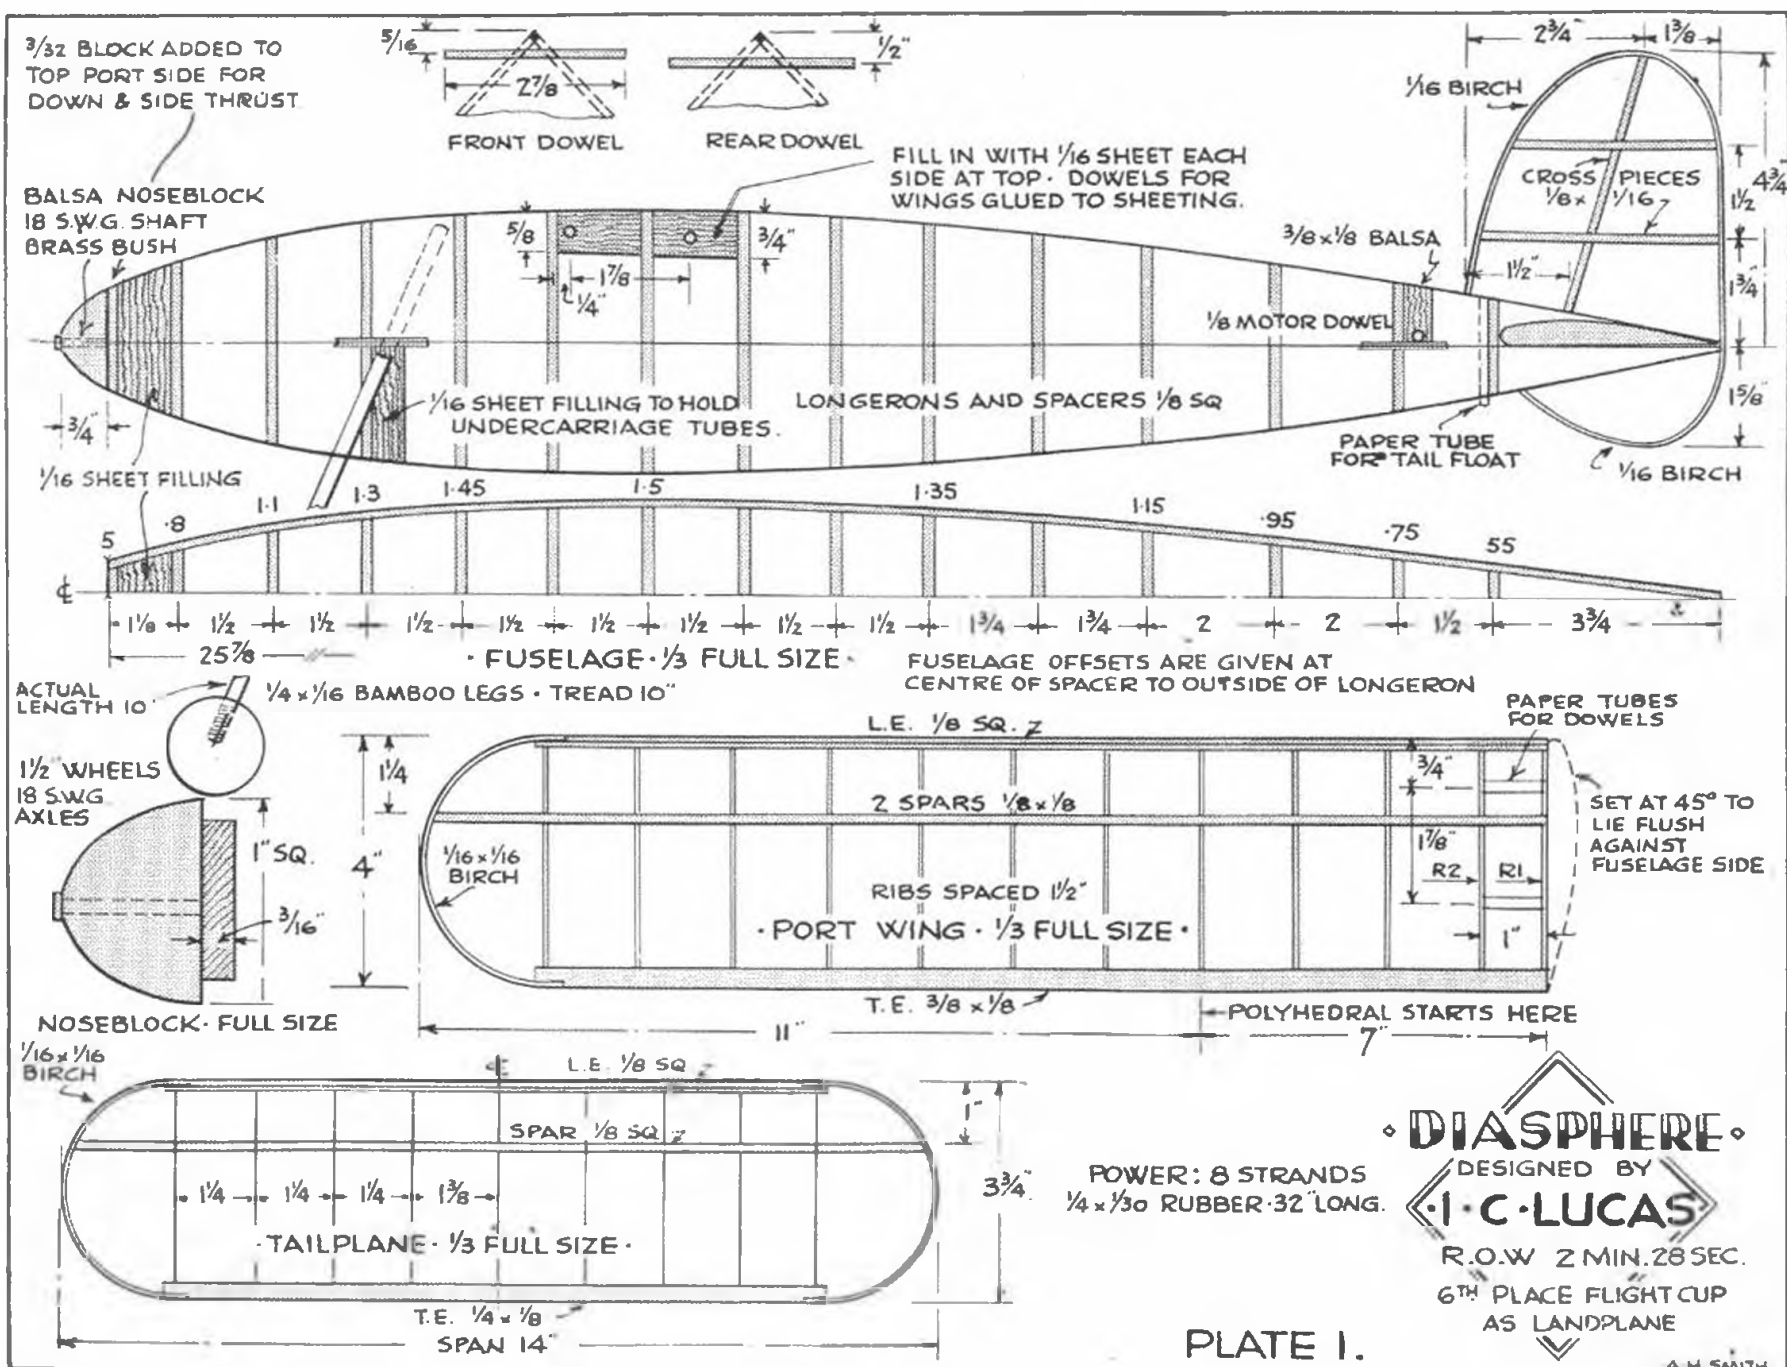 3/32 BLOCK ADDED TO
TOP PORT SIDE FOR
DOWN & SIDE THRUST
5/16
2 7/8
FRONT DOWEL
1/2"
REAR DOWEL
2 3/4"
1 3/8
1/16 BIRCH
CROSS PIECES
1/8 x 1/16
4 3/4"
1 1/2
1 3/4"
1 1/2"
1 5/8"
BALSA NOSEBLOCK
18 S.W.G. SHAFT
BRASS BUSH
FILL IN WITH 1/16 SHEET EACH
SIDE AT TOP · DOWELS FOR
WINGS GLUED TO SHEETING.
5/8
3/4"
1 7/8
1/4"
3/8 x 1/8 BALSA
1/8 MOTOR DOWEL
3/4"
1/16 SHEET FILLING TO HOLD
UNDERCARRIAGE TUBES.
LONGERONS AND SPACERS 1/8 SQ
PAPER TUBE
FOR TAIL FLOAT
1/16 BIRCH
1/16 SHEET FILLING
5 ·8 1·1 1·3 1·45 1·5 1·35 1·15 ·95 ·75 55
1 1/8 1 1/2 1 1/2 1 1/2 1 1/2 1 1/2 1 1/2 1 1/2 1 1/2 1 3/4 1 3/4 2 2 1 1/2 3 3/4
25 7/8
· FUSELAGE · 1/3 FULL SIZE ·
FUSELAGE OFFSETS ARE GIVEN AT
CENTRE OF SPACER TO OUTSIDE OF LONGERON
ACTUAL
LENGTH 10"
1/4 x 1/16 BAMBOO LEGS · TREAD 10"
1 1/2" WHEELS
18 S.W.G
AXLES
1" SQ.
3/16"
NOSEBLOCK · FULL SIZE
L.E. 1/8 SQ.
PAPER TUBES
FOR DOWELS
1 1/4
4"
2 SPARS 1/8 x 1/8
3/4"
1 7/8"
1/16 x 1/16
BIRCH
RIBS SPACED 1 1/2"
R2 R1
1"
· PORT WING · 1/3 FULL SIZE ·
SET AT 45° TO
LIE FLUSH
AGAINST
FUSELAGE SIDE
T.E. 3/8 x 1/8
POLYHEDRAL STARTS HERE
11"
7"
1/16 x 1/16
BIRCH
L.E. 1/8 SQ
1"
SPAR 1/8 SQ
3 3/4"
1 1/4 1 1/4 1 1/4 1 3/8
· TAILPLANE · 1/3 FULL SIZE ·
T.E. 1/4 x 1/8
SPAN 14"
POWER: 8 STRANDS
1/4 x 1/30 RUBBER · 32" LONG.
DIASPHERE
DESIGNED BY
· I · C · LUCAS
R.O.W 2 MIN. 28 SEC.
6TH PLACE FLIGHT CUP
AS LANDPLANE
PLATE 1.
A.H. SMITH